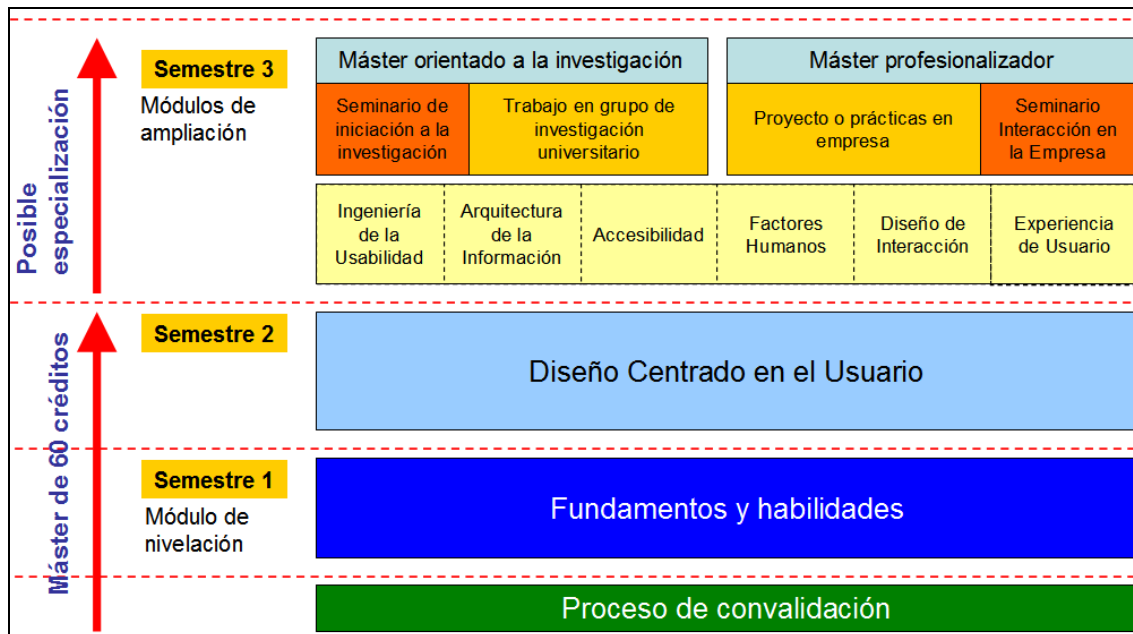 Posible
especialización
Semestre 3
Módulos de
ampliación
Máster orientado a la investigación
Máster profesionalizador
Seminario de
iniciación a la
investigación
Trabajo en grupo de
investigación
universitario
Proyecto o prácticas en
empresa
Seminario
Interacción en
la Empresa
Ingeniería
de la
Usabilidad
Arquitectura
de la
Información
Accesibilidad
Factores
Humanos
Diseño de
Interacción
Experiencia
de Usuario
Máster de 60 créditos
Semestre 2
Diseño Centrado en el Usuario
Semestre 1
Módulo de
nivelación
Fundamentos y habilidades
Proceso de convalidación